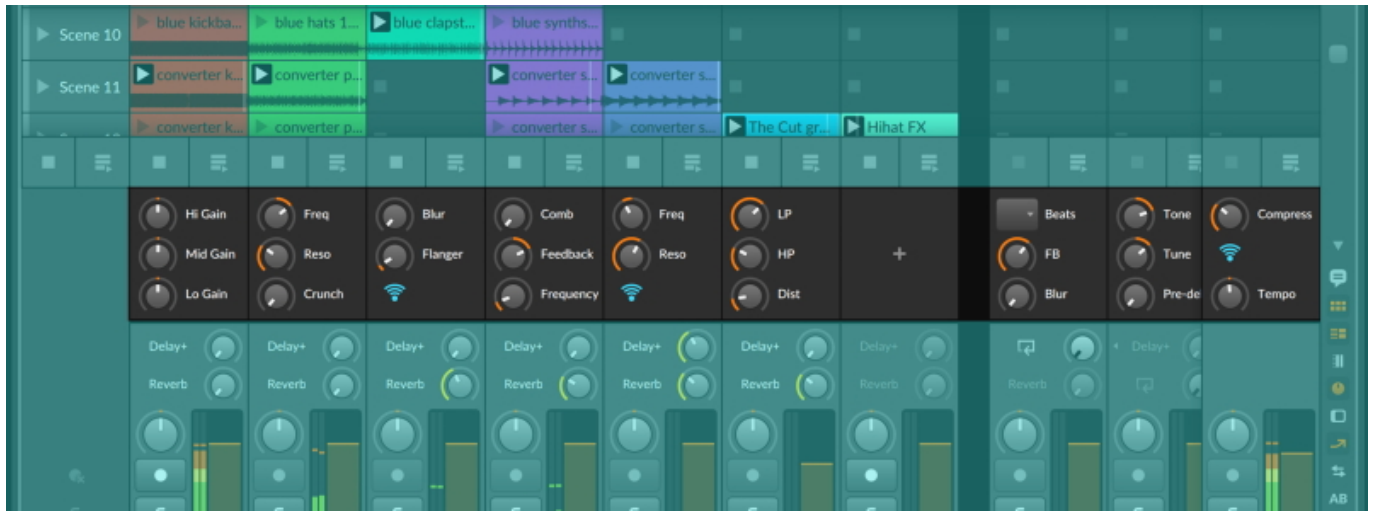 Scene 10 blue kickba... blue hats 1... blue clapst... blue synths...
Scene 11 converter k... converter p... converter s... converter s...
converter k... converter p... converter s... converter s... The Cut gr... Hihat FX
Hi Gain Freq Blur Comb Freq LP Beats Tone Compress
Mid Gain Reso Flanger Feedback Reso HP + FB Tune
Lo Gain Crunch Frequency Dist Blur Pre-de Tempo
Delay+ Delay+ Delay+ Delay+ Delay+ Delay+ Delay+ Delay+
Reverb Reverb Reverb Reverb Reverb Reverb Reverb Reverb
AB